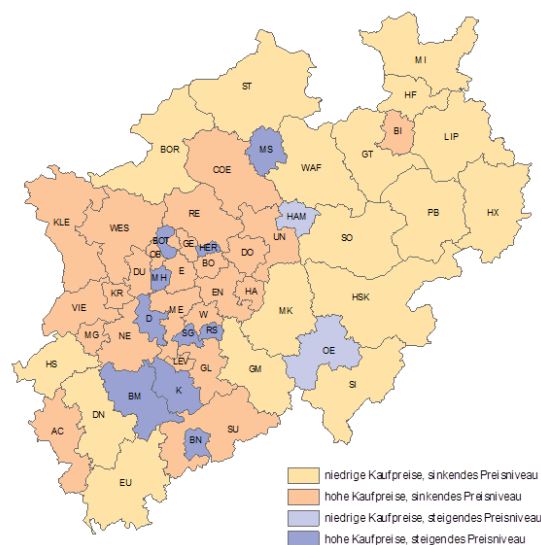 MI
ST
HF
BI
LIP
BOR
MS
GT
WAF
COE
HX
PB
KLE
WES
RE
HAM
SO
UN
BOT
GE
HER
OB
DO
BO
DU
E
MH
HSK
KR
EN
HA
VIE
D
ME
W
MK
MG
NE
SG
RS
OE
HS
LEV
GL
GM
SI
BM
K
DN
SU
AC
BN
EU
niedrige Kaufpreise, sinkendes Preisniveau
hohe Kaufpreise, sinkendes Preisniveau
niedrige Kaufpreise, steigendes Preisniveau
hohe Kaufpreise, steigendes Preisniveau